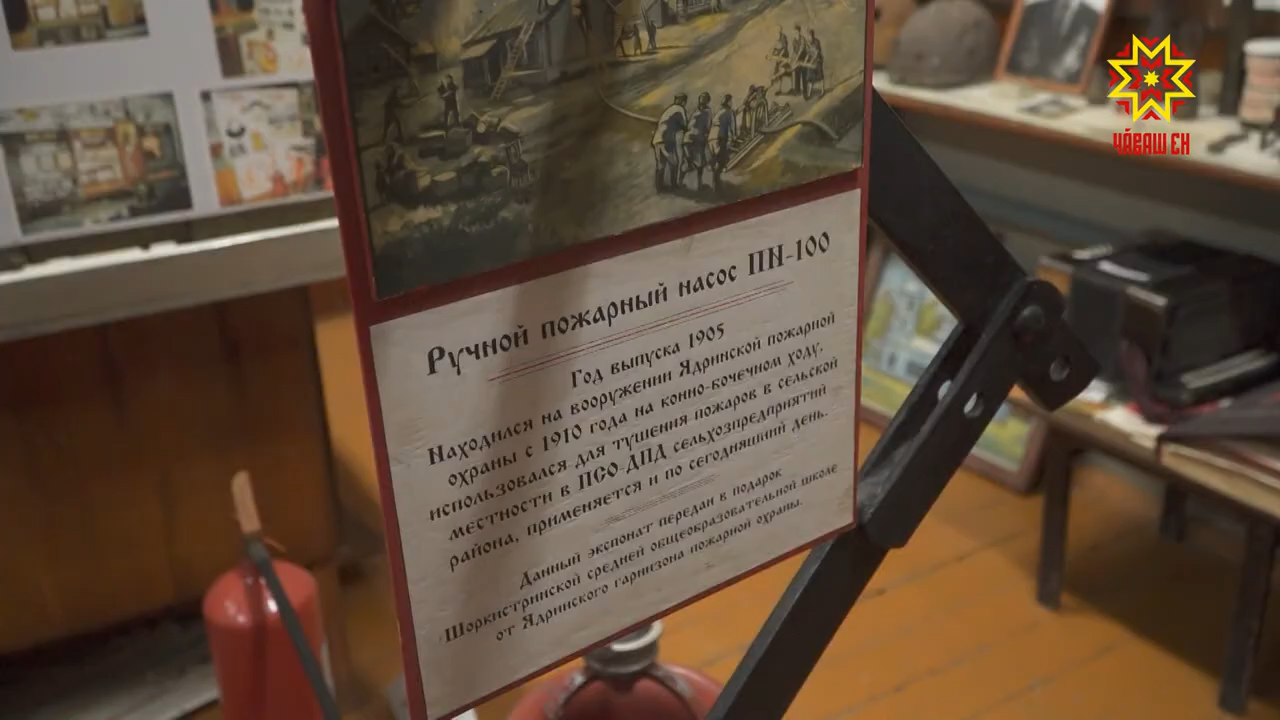 ЧӐВАШ ЕН
Ручной пожарный насос ПН-100
Год выпуска 1905
Находился на вооружении Ядринской пожарной
охраны с 1910 года на конно-бочечном ходу,
использовался для тушения пожаров в сельской
местности в ПСО-ДПД сельхозпредприятий
района, применяется и по сегодняшний день.
Данный экспонат передан в подарок
Шоркистринской средней общеобразовательной школе
от Ядринского гарнизона пожарной охраны.